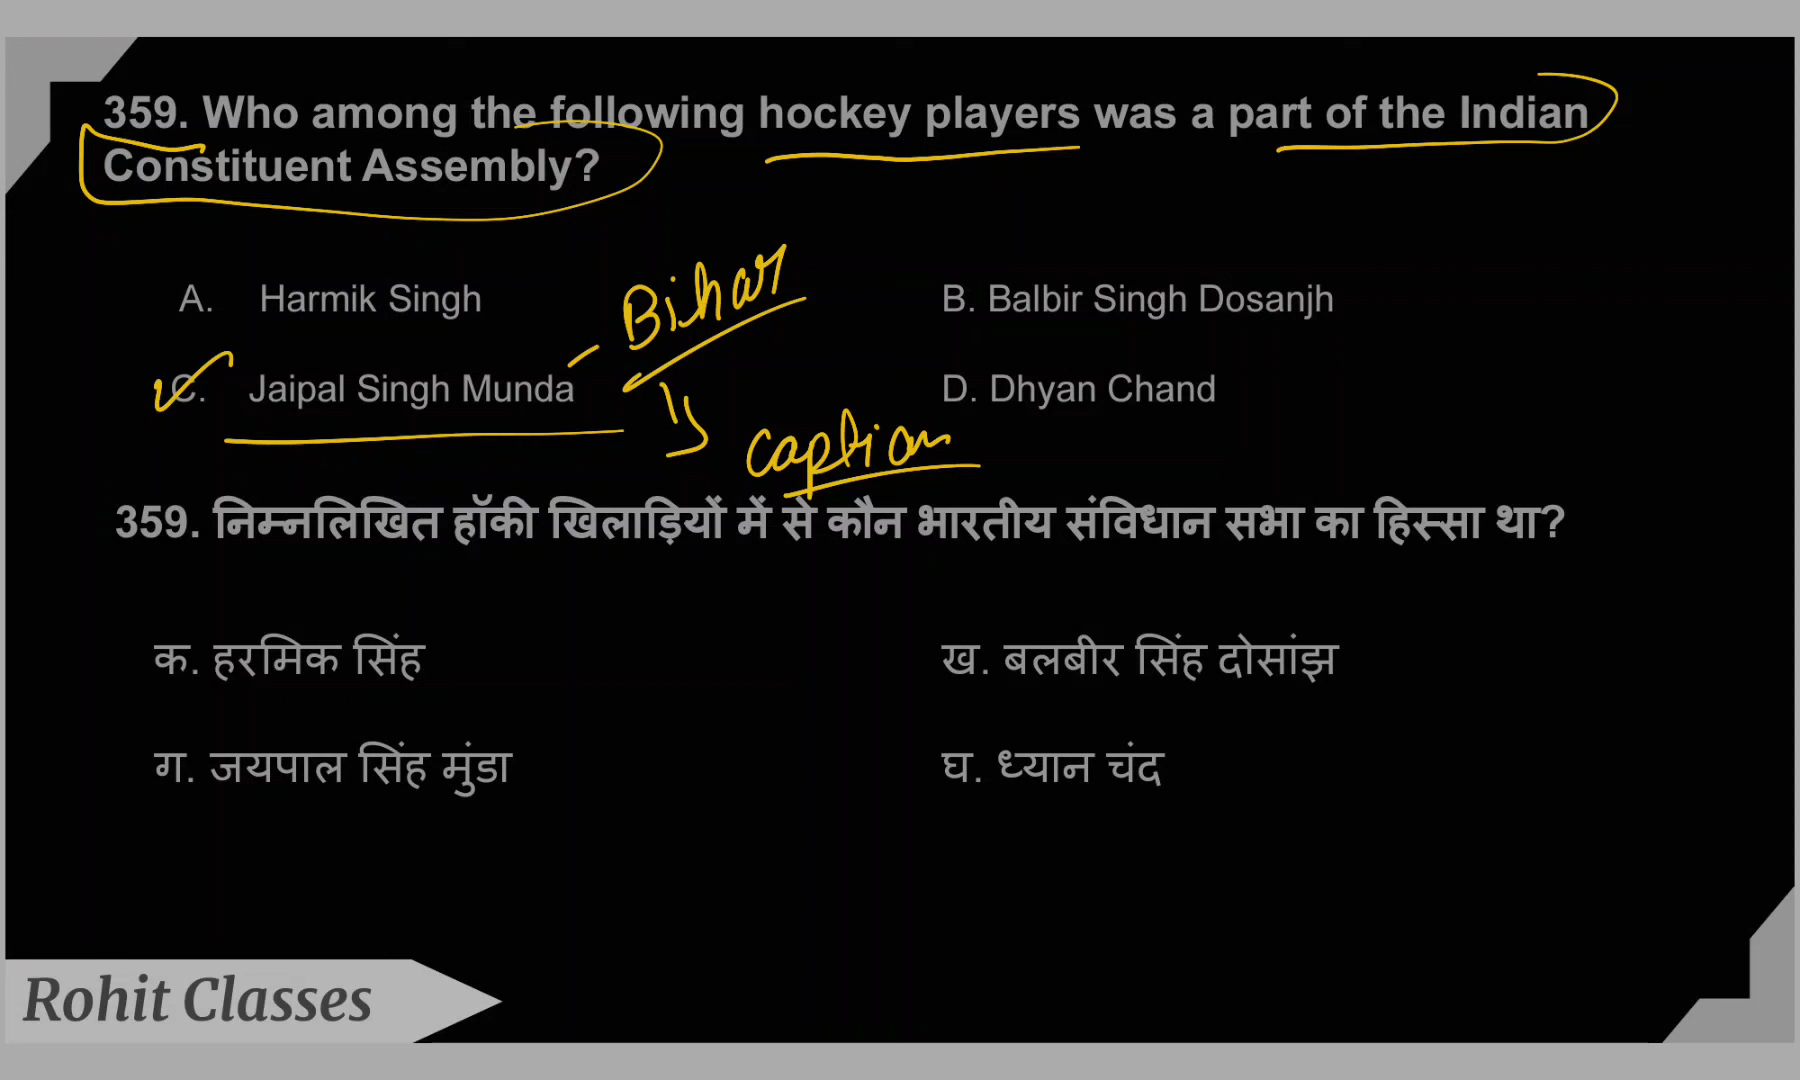 359. Who among the following hockey players was a part of the Indian
Constituent Assembly?
A. Harmik Singh
B. Balbir Singh Dosanjh
Bihar
C. Jaipal Singh Munda
D. Dhyan Chand
Caption
359. निम्नलिखित हॉकी खिलाड़ियों में से कौन भारतीय संविधान सभा का हिस्सा था?
क. हरमिक सिंह
ख. बलबीर सिंह दोसांझ
ग. जयपाल सिंह मुंडा
घ. ध्यान चंद
Rohit Classes